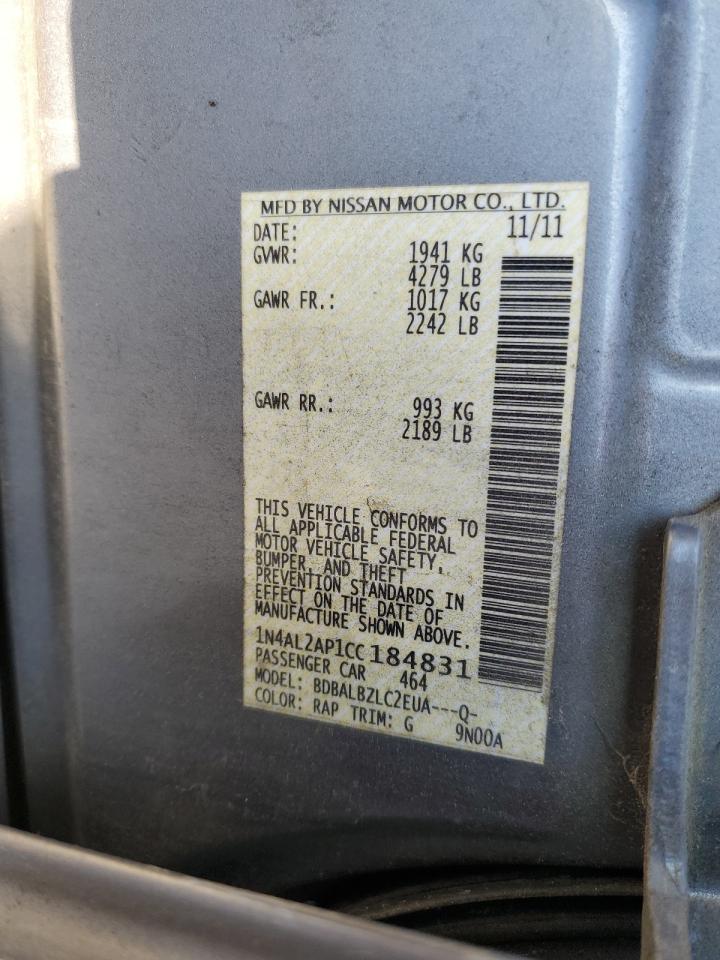 MFD BY NISSAN MOTOR CO., LTD.
DATE: 11/11
GVWR: 1941 KG
4279 LB
GAWR FR.: 1017 KG
2242 LB
GAWR RR.: 993 KG
2189 LB
THIS VEHICLE CONFORMS TO
ALL APPLICABLE FEDERAL
MOTOR VEHICLE SAFETY,
BUMPER, AND THEFT
PREVENTION STANDARDS IN
EFFECT ON THE DATE OF
MANUFACTURE SHOWN ABOVE.
1N4AL2AP1CC184831
PASSENGER CAR 464
MODEL: BDBALBZLC2EUA---Q-
COLOR: RAP TRIM: G 9N00A